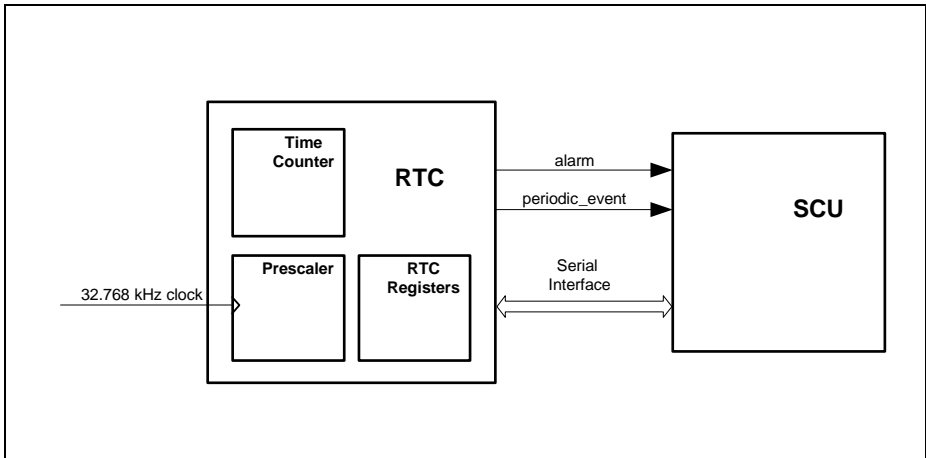 Time
Counter
RTC
alarm
periodic_event
SCU
Prescaler
RTC
Registers
Serial
Interface
32.768 kHz clock